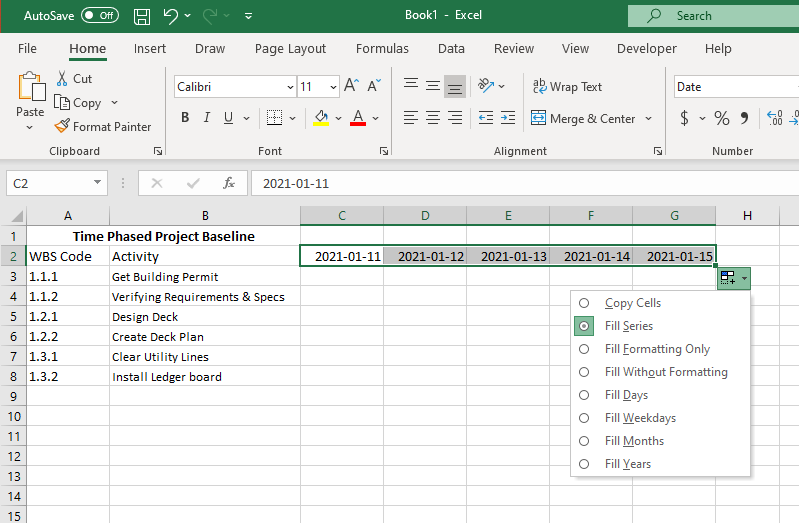 AutoSave Off Book1 - Excel Search
File Home Insert Draw Page Layout Formulas Data Review View Developer Help
Paste
Cut
Copy
Format Painter
Clipboard
Calibri 11 A A
B I U A
Font
ab c Wrap Text
Merge & Center
Alignment
Date
$ % 9 .00
Number
C2 fx 2021-01-11
A B C D E F G H
1 Time Phased Project Baseline
2 WBS Code Activity 2021-01-11 2021-01-12 2021-01-13 2021-01-14 2021-01-15
3 1.1.1 Get Building Permit
4 1.1.2 Verifying Requirements & Specs
5 1.2.1 Design Deck
6 1.2.2 Create Deck Plan
7 1.3.1 Clear Utility Lines
8 1.3.2 Install Ledger board
9
10
11
12
13
14
15
Copy Cells
Fill Series
Fill Formatting Only
Fill Without Formatting
Fill Days
Fill Weekdays
Fill Months
Fill Years